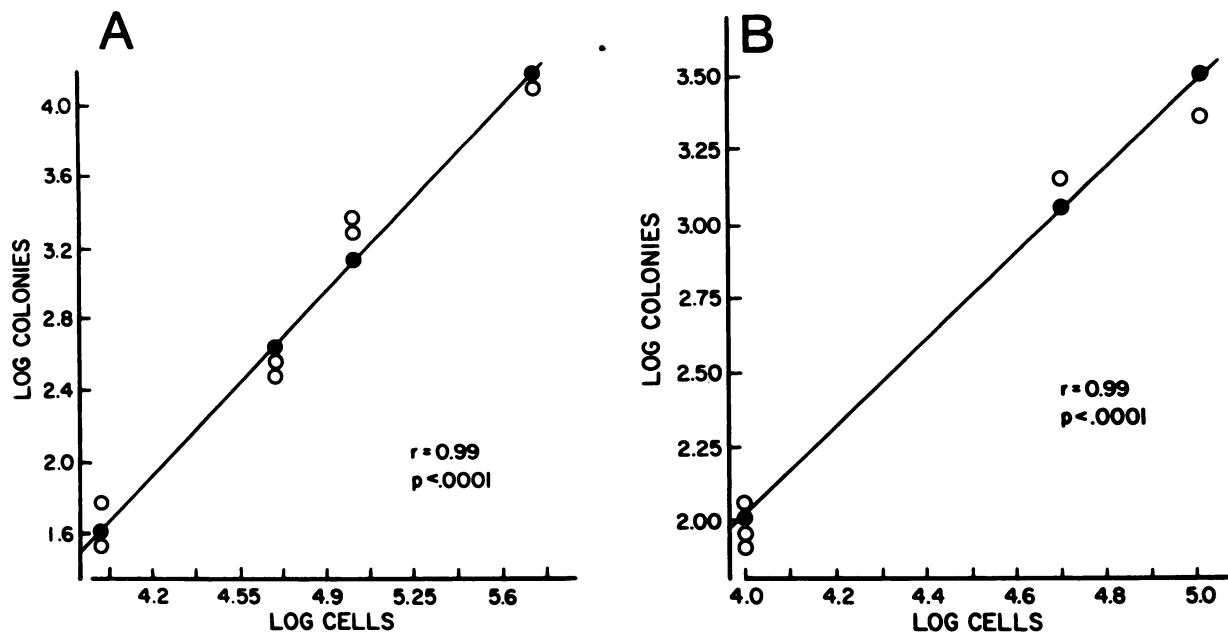 A
LOG COLONIES
4.0
3.6
3.2
2.8
2.4
2.0
1.6
r = 0.99
p <.0001
4.2 4.55 4.9 5.25 5.6
LOG CELLS
B
LOG COLONIES
3.50
3.25
3.00
2.75
2.50
2.25
2.00
r = 0.99
p < .0001
4.0 4.2 4.4 4.6 4.8 5.0
LOG CELLS